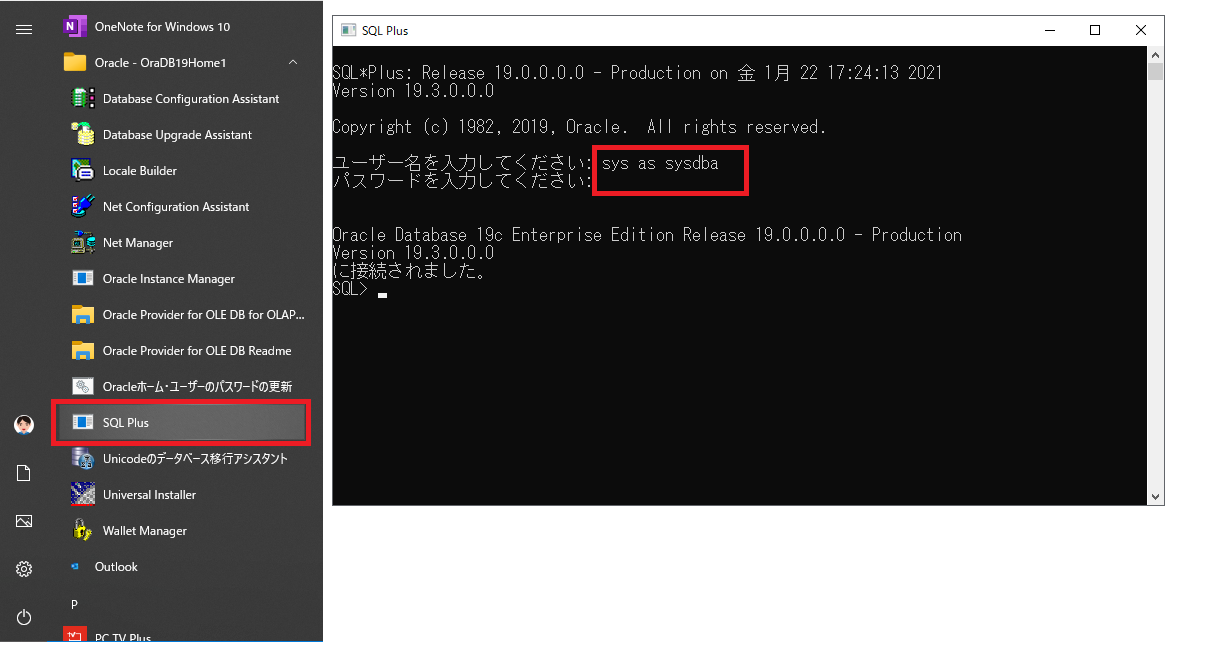 OneNote for Windows 10
Oracle - OraDB19Home1
Database Configuration Assistant
Database Upgrade Assistant
Locale Builder
Net Configuration Assistant
Net Manager
Oracle Instance Manager
Oracle Provider for OLE DB for OLAP...
Oracle Provider for OLE DB Readme
Oracleホーム・ユーザーのパスワードの更新
SQL Plus
Unicodeのデータベース移行アシスタント
Universal Installer
Wallet Manager
Outlook
P
PC TV Plus
SQL Plus
SQL*Plus: Release 19.0.0.0.0 - Production on 金 1月 22 17:24:13 2021
Version 19.3.0.0.0
Copyright (c) 1982, 2019, Oracle.  All rights reserved.
ユーザー名を入力してください: sys as sysdba
パスワードを入力してください:
Oracle Database 19c Enterprise Edition Release 19.0.0.0.0 - Production
Version 19.3.0.0.0
に接続されました。
SQL>